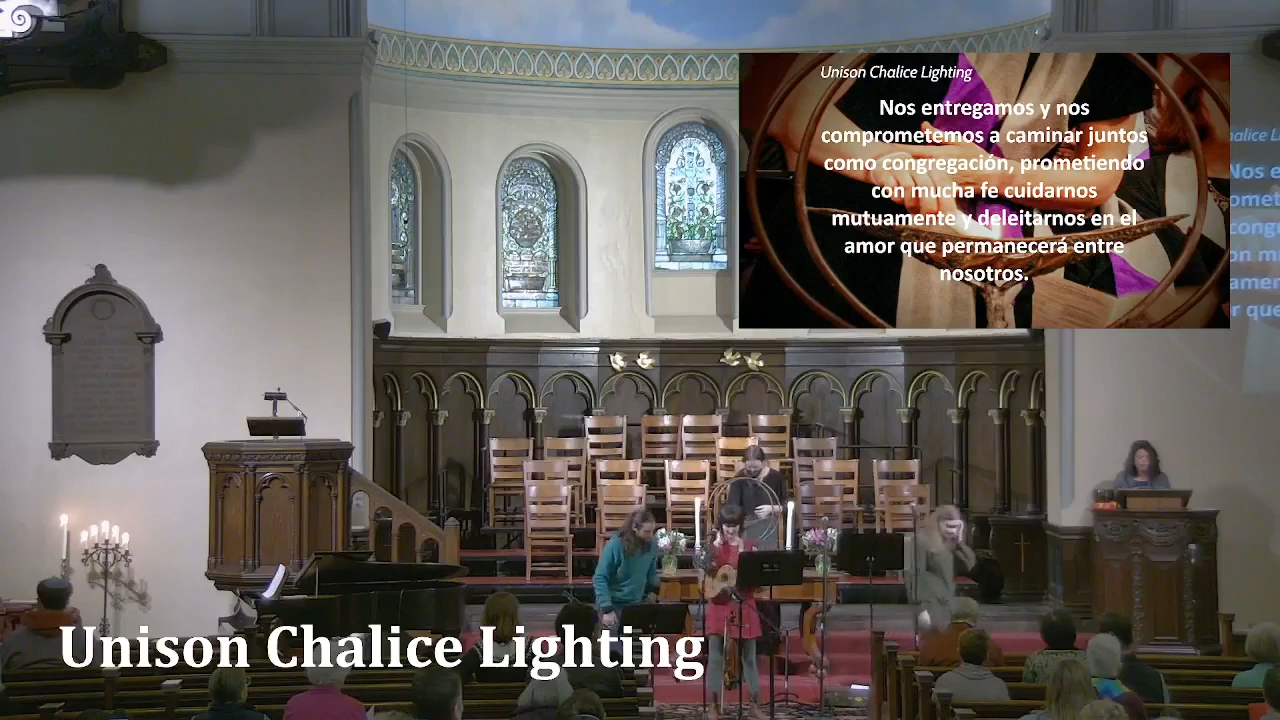 Unison Chalice Lighting
Nos entregamos y nos
comprometemos a caminar juntos
como congregación, prometiendo
con mucha fe cuidarnos
mutuamente y deleitarnos en el
amor que permanecerá entre
nosotros.
Unison Chalice Lighting